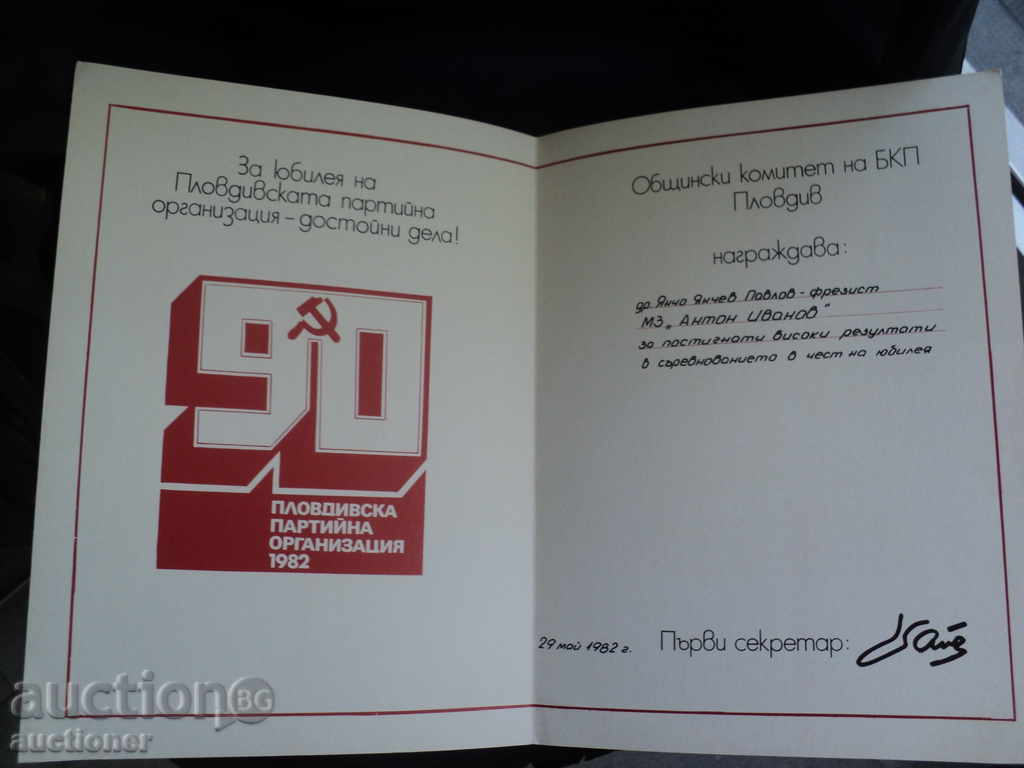 За юбилея на
Пловдивската партийна
организация – достойни дела!
90
ПЛОВДИВСКА
ПАРТИЙНА
ОРГАНИЗАЦИЯ
1982
Общински комитет на БКП
Пловдив
награждава:
др. Янчо Янчев Павлов - фрезист
МЗ „Антон Иванов"
за постигнати високи резултати
в съревнованието в чест на юбилея
29 май 1982 г.
Първи секретар:
auction BG
auctioner